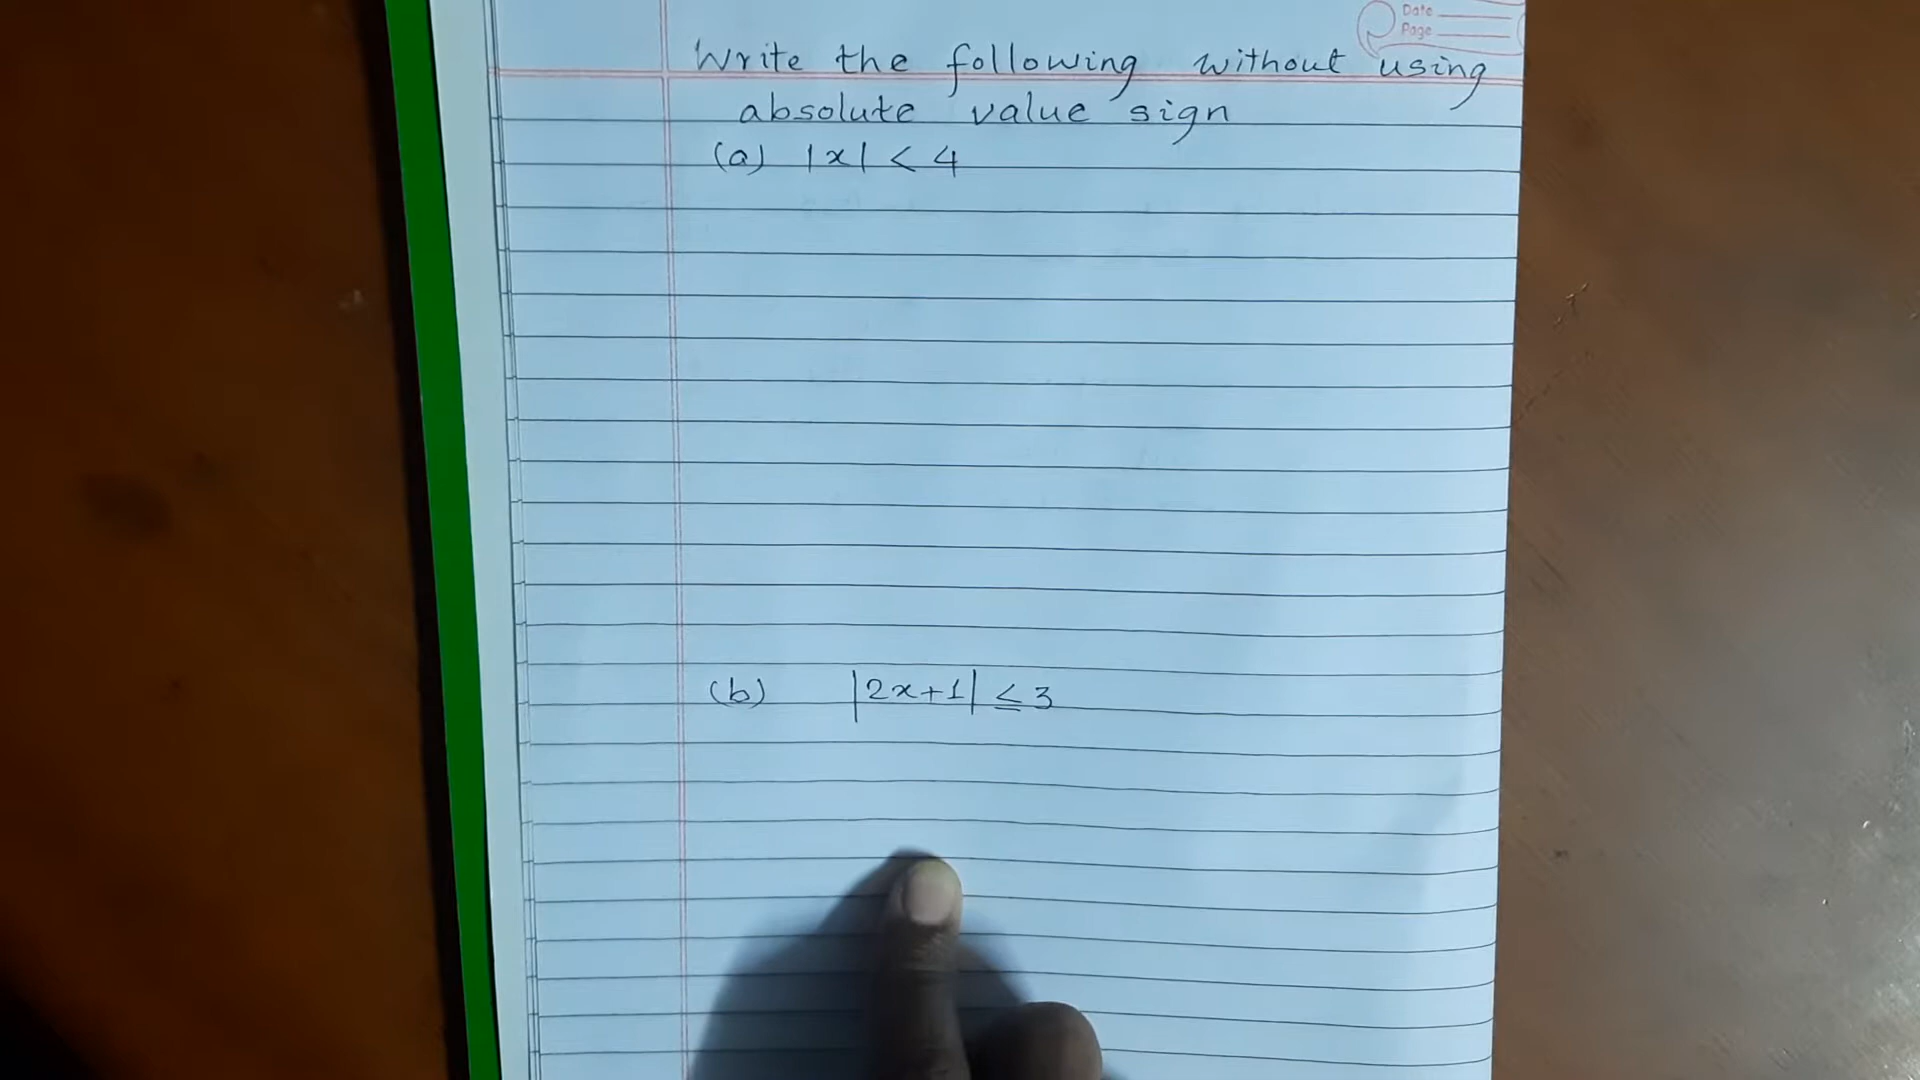 Date
Page
Write the following without using
absolute value sign
(a) |x| < 4
(b) |2x+1| ≤ 3